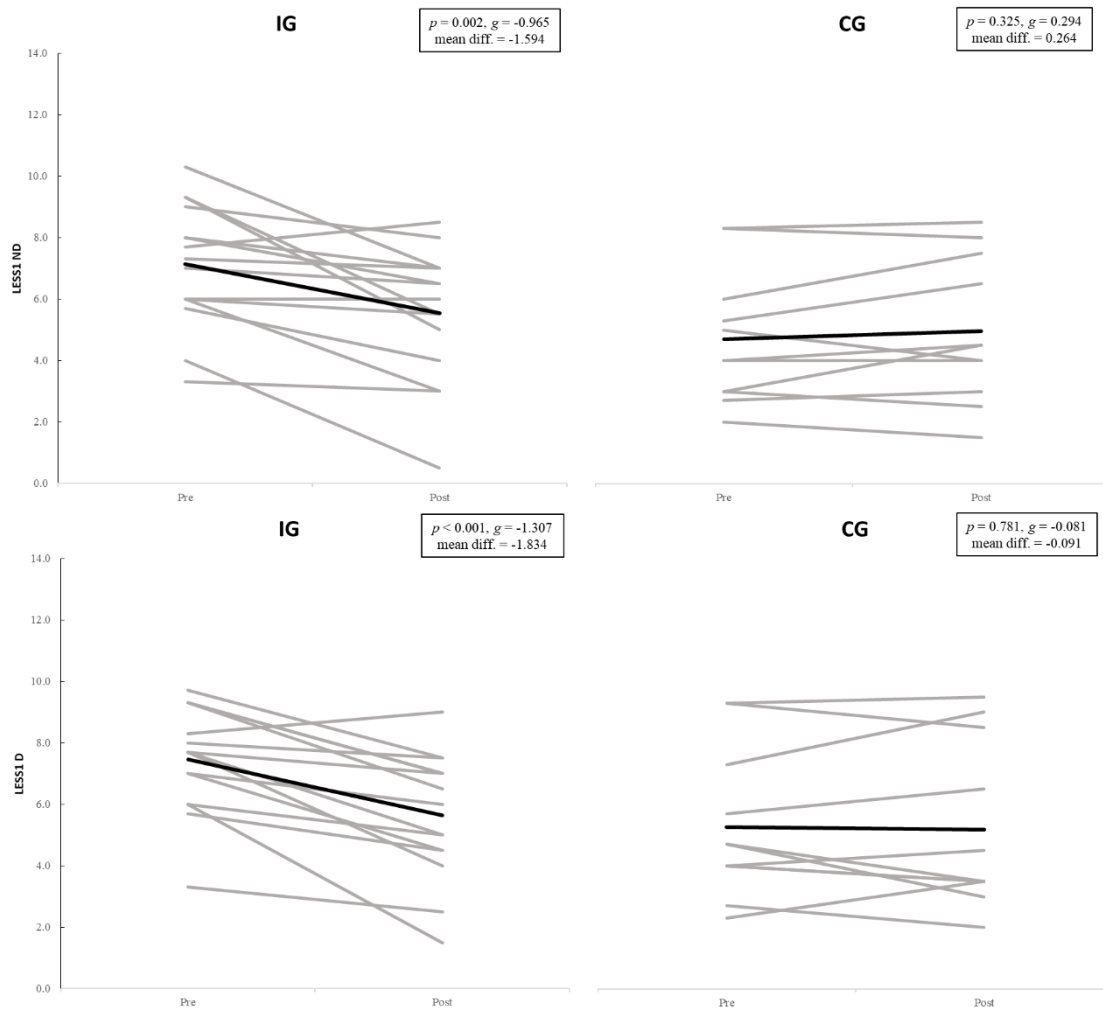 IG
p = 0.002, g = -0.965
mean diff. = -1.594
CG
p = 0.325, g = 0.294
mean diff. = 0.264
14.0
12.0
10.0
8.0
6.0
4.0
2.0
0.0
LESS1 ND
Pre
Post
Pre
Post
IG
p < 0.001, g = -1.307
mean diff. = -1.834
CG
p = 0.781, g = -0.081
mean diff. = -0.091
14.0
12.0
10.0
8.0
6.0
4.0
2.0
0.0
LESS1 D
Pre
Post
Pre
Post